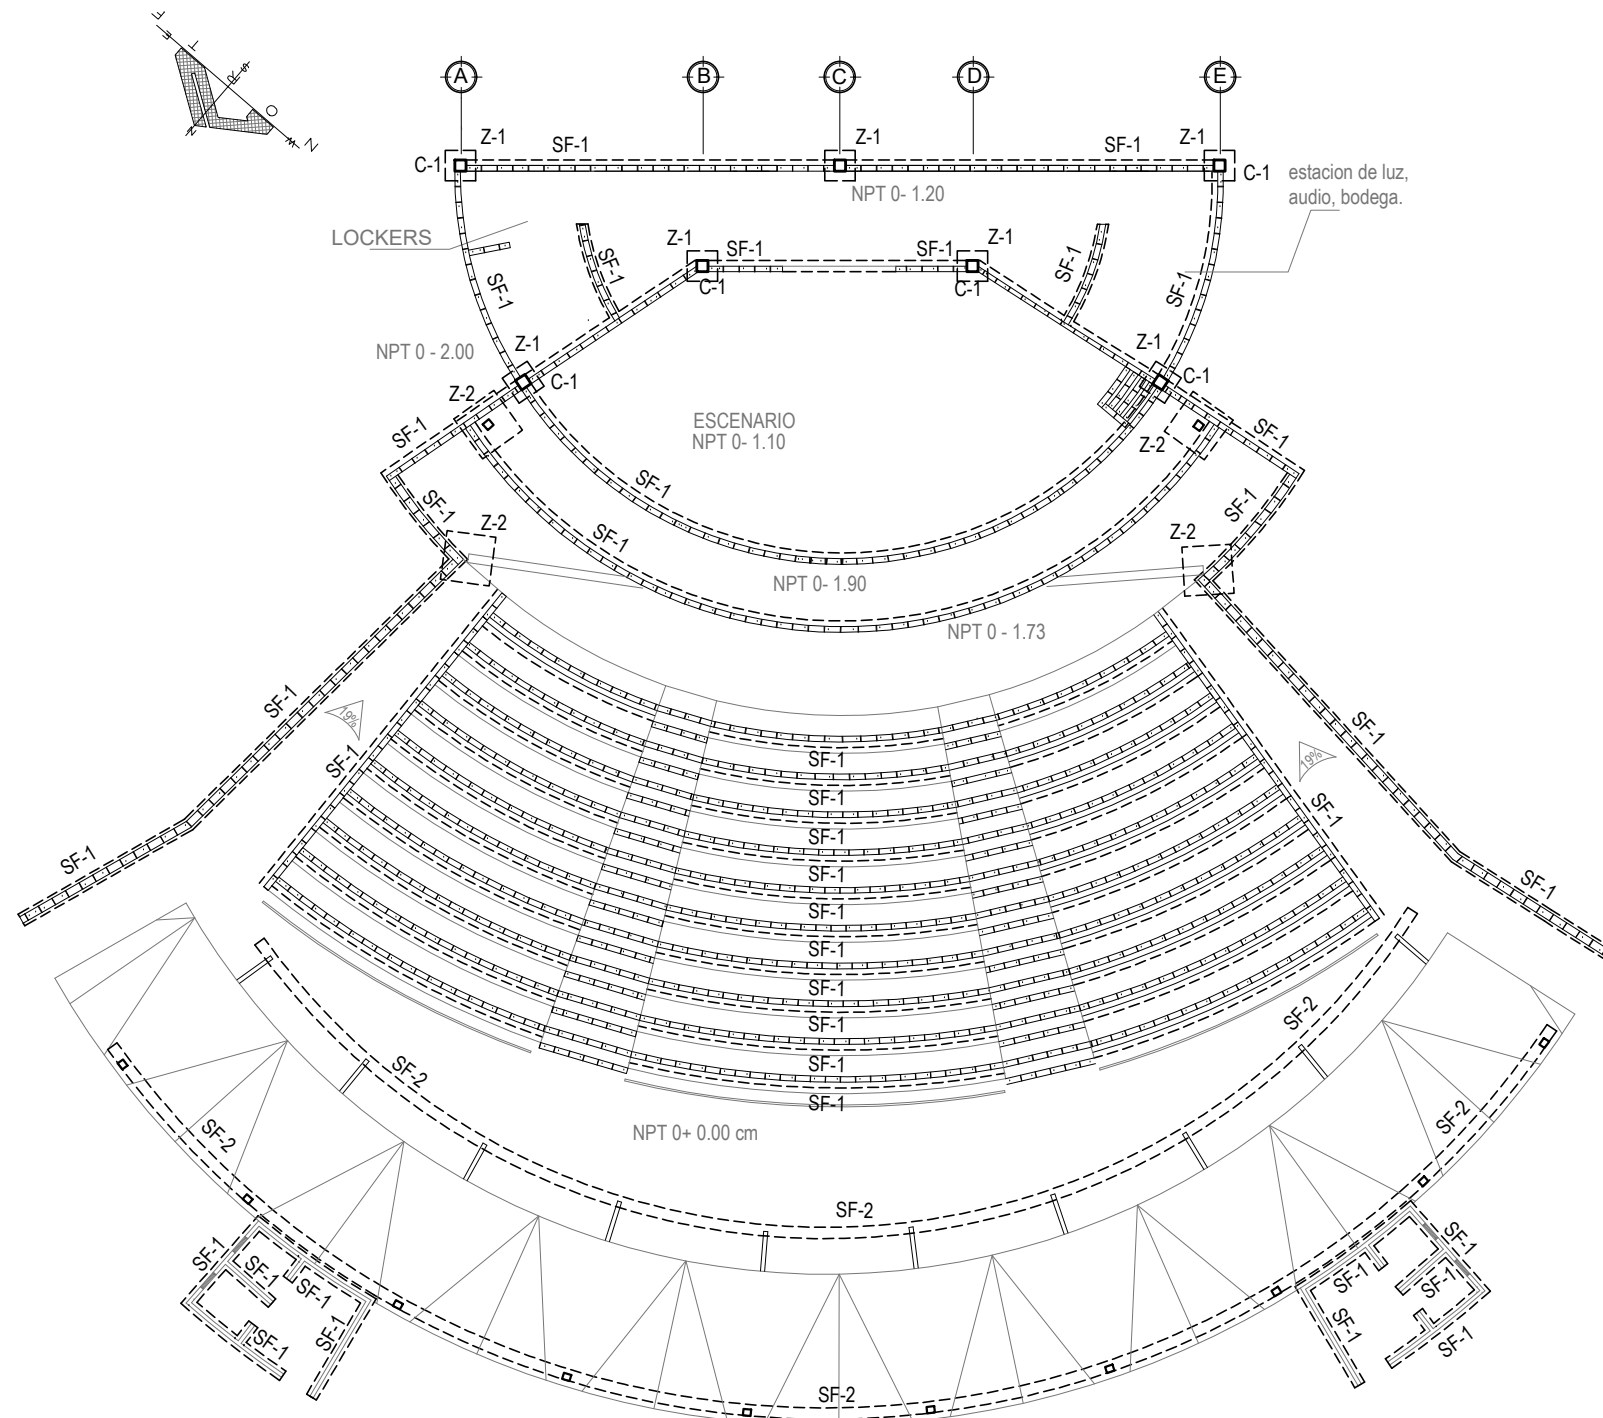 A
B
C
D
E
Z-1
Z-1
Z-1
SF-1
SF-1
C-1
C-1
NPT 0- 1.20
estacion de luz,
audio, bodega.
LOCKERS
Z-1
SF-1
SF-1
Z-1
SF-1
SF-1
C-1
C-1
SF-1
SF-1
NPT 0 - 2.00
Z-1
Z-1
C-1
C-1
Z-2
ESCENARIO
NPT 0- 1.10
SF-1
SF-1
Z-2
SF-1
SF-1
SF-1
Z-2
SF-1
Z-2
SF-1
NPT 0- 1.90
NPT 0 - 1.73
SF-1
19%
SF-1
SF-1
19%
SF-1
SF-1
SF-1
SF-1
SF-1
SF-1
SF-1
SF-1
SF-1
SF-1
SF-1
SF-1
SF-1
SF-1
NPT 0+ 0.00 cm
SF-2
SF-2
SF-2
SF-2
SF-2
SF-2
SF-1
SF-1
SF-1
SF-1
SF-1
SF-1
SF-1
SF-1
SF-1
SF-1